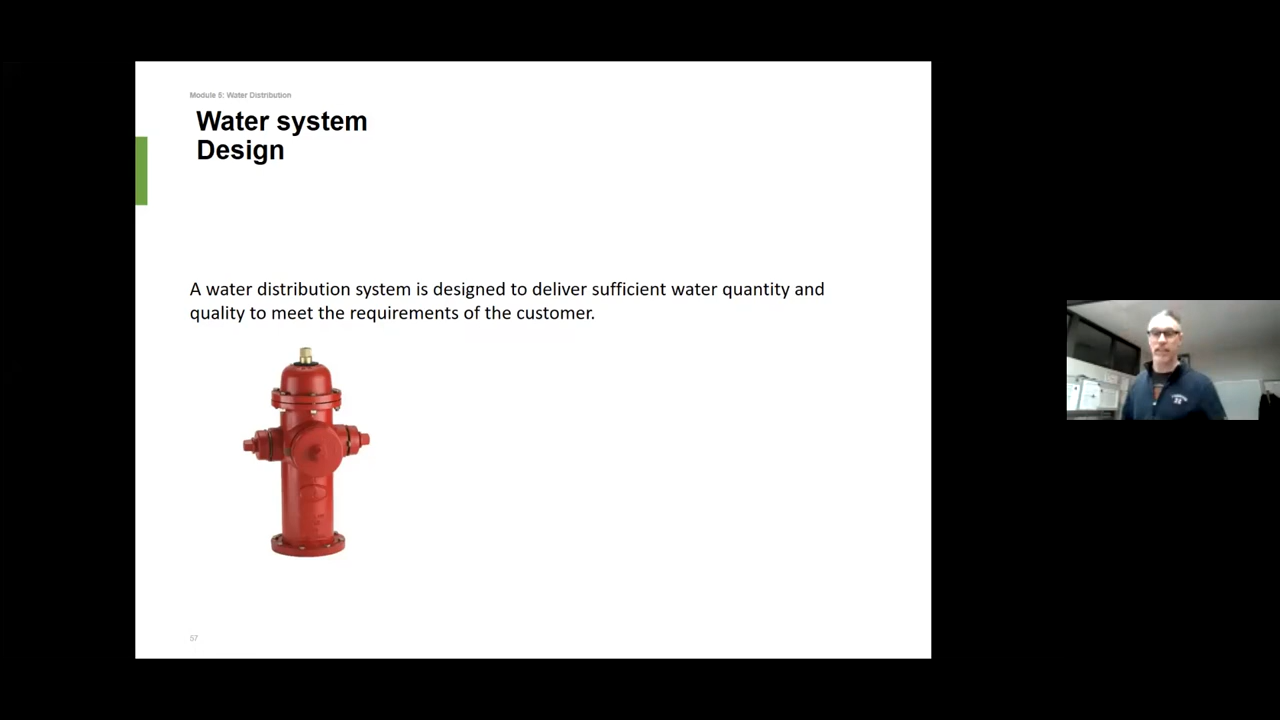 Module 5: Water Distribution
Water system
Design
A water distribution system is designed to deliver sufficient water quantity and
quality to meet the requirements of the customer.
57